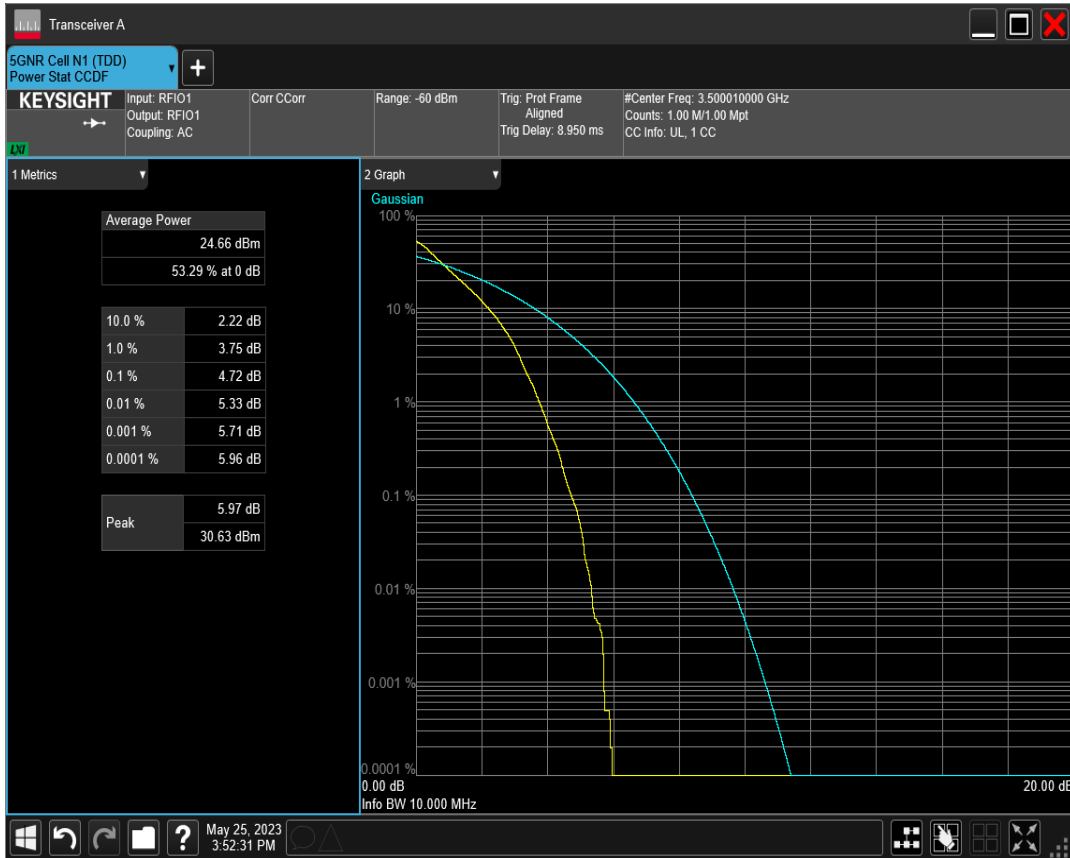 Transceiver A
5GNR Cell N1 (TDD)
Power Stat CCDF
+
KEYSIGHT
LXI
Input: RFIO1
Output: RFIO1
Coupling: AC
Corr CCorr
Range: -60 dBm
Trig: Prot Frame
Aligned
Trig Delay: 8.950 ms
#Center Freq: 3.500010000 GHz
Counts: 1.00 M/1.00 Mpt
CC Info: UL, 1 CC
1 Metrics
Average Power
24.66 dBm
53.29 % at 0 dB
10.0 % 2.22 dB
1.0 % 3.75 dB
0.1 % 4.72 dB
0.01 % 5.33 dB
0.001 % 5.71 dB
0.0001 % 5.96 dB
Peak 5.97 dB
30.63 dBm
2 Graph
Gaussian
100 %
10 %
1 %
0.1 %
0.01 %
0.001 %
0.0001 %
0.00 dB 20.00 dB
Info BW 10.000 MHz
?
May 25, 2023
3:52:31 PM